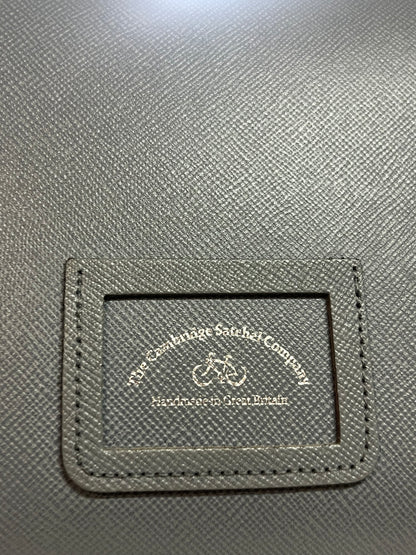 The Cambridge Satchel Company
Handmade in Great Britain